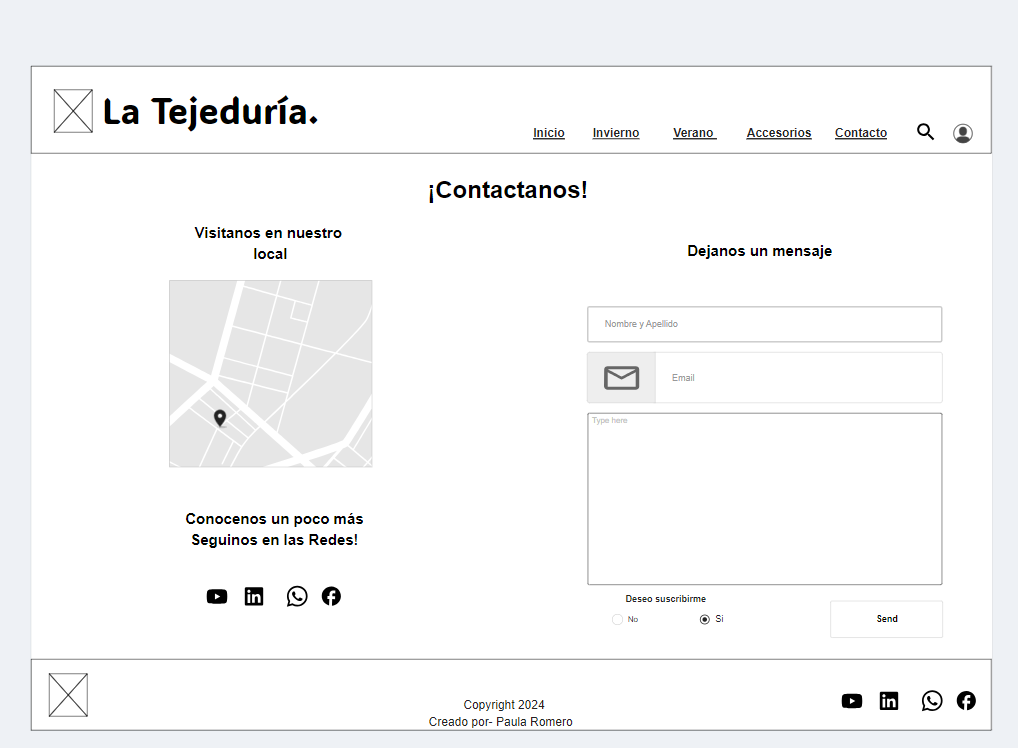 La Tejeduría.
Inicio Invierno Verano Accesorios Contacto
¡Contactanos!
Visitanos en nuestro
local
Dejanos un mensaje
Nombre y Apellido
Email
Type here
Conocenos un poco más
Seguinos en las Redes!
Deseo suscribirme
No Si
Send
Copyright 2024
Creado por- Paula Romero